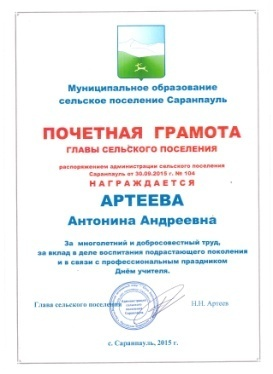 Муниципальное образование
сельское поселение Саранпауль
ПОЧЕТНАЯ ГРАМОТА
ГЛАВЫ СЕЛЬСКОГО ПОСЕЛЕНИЯ
распоряжением администрации сельского поселения
Саранпауль от 30.09.2015 г. № 104
НАГРАЖДАЕТСЯ
АРТЕЕВА
Антонина Андреевна
За многолетний и добросовестный труд,
за вклад в деле воспитания подрастающего поколения
и в связи с профессиональным праздником
Днём учителя.
Глава сельского поселения Н.Н. Артеев
с. Саранпауль, 2015 г.